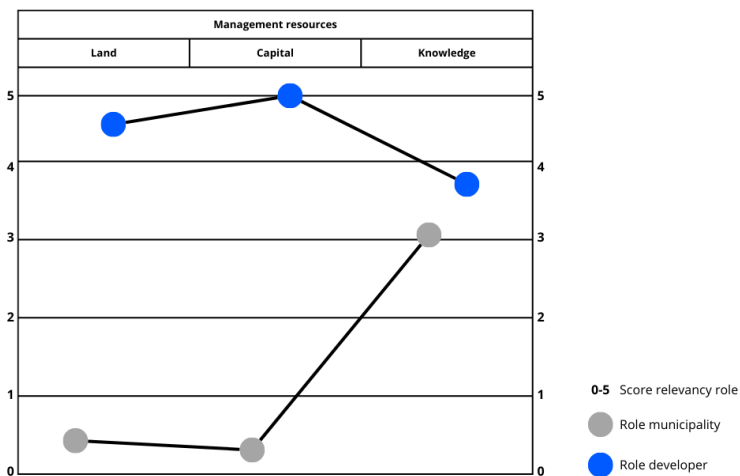 Management resources
Land Capital Knowledge
5 5
4 4
3 3
2 2
1 1
0-5 Score relevancy role
Role municipality
Role developer
0 0